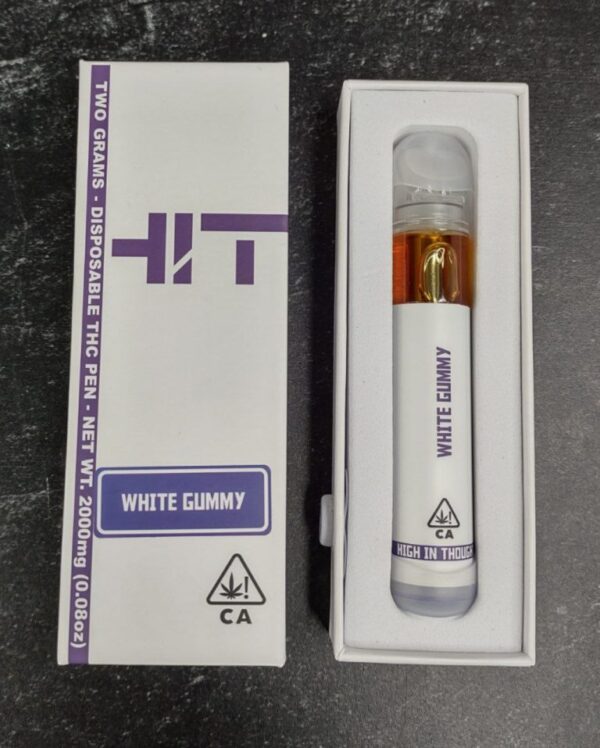 TWO GRAMS - DISPOSABLE THC PEN - NET WT. 2000mg (0.08oz)
HIT
WHITE GUMMY
CA
WHITE GUMMY
CA
HIGH IN